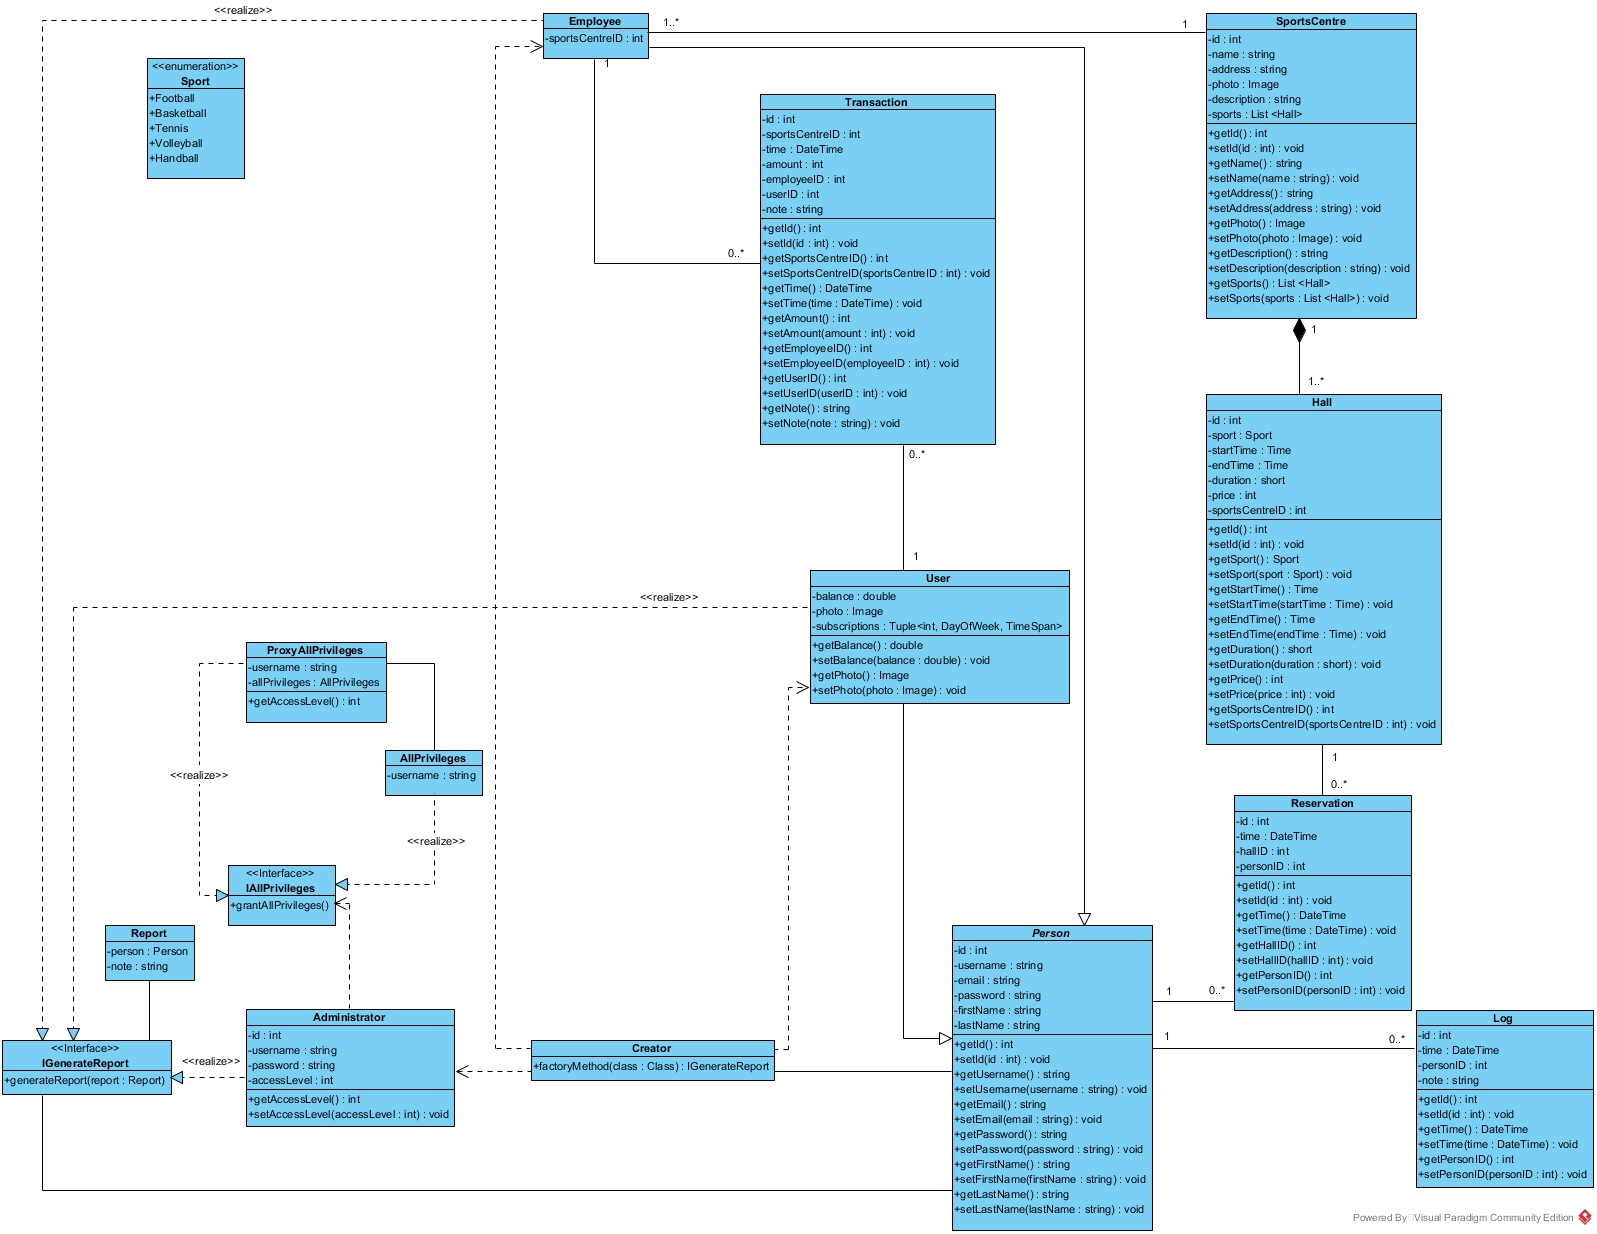 <<realize>>
Employee
-sportsCentreID : int
1..*
1
1
SportsCentre
-id : int
-name : string
-address : string
-photo : Image
-description : string
-sports : List <Hall>
+getId() : int
+setId(id : int) : void
+getName() : string
+setName(name : string) : void
+getAddress() : string
+setAddress(address : string) : void
+getPhoto() : Image
+setPhoto(photo : Image) : void
+getDescription() : string
+setDescription(description : string) : void
+getSports() : List <Hall>
+setSports(sports : List <Hall>) : void
1
1..*
<<enumeration>>
Sport
+Football
+Basketball
+Tennis
+Volleyball
+Handball
Transaction
-id : int
-sportsCentreID : int
-time : DateTime
-amount : int
-employeeID : int
-userID : int
-note : string
+getId() : int
+setId(id : int) : void
+getSportsCentreID() : int
+setSportsCentreID(sportsCentreID : int) : void
+getTime() : DateTime
+setTime(time : DateTime) : void
+getAmount() : int
+setAmount(amount : int) : void
+getEmployeeID() : int
+setEmployeeID(employeeID : int) : void
+getUserID() : int
+setUserID(userID : int) : void
+getNote() : string
+setNote(note : string) : void
0..*
0..*
1
Hall
-id : int
-sport : Sport
-startTime : Time
-endTime : Time
-duration : short
-price : int
-sportsCentreID : int
+getId() : int
+setId(id : int) : void
+getSport() : Sport
+setSport(sport : Sport) : void
+getStartTime() : Time
+setStartTime(startTime : Time) : void
+getEndTime() : Time
+setEndTime(endTime : Time) : void
+getDuration() : short
+setDuration(duration : short) : void
+getPrice() : int
+setPrice(price : int) : void
+getSportsCentreID() : int
+setSportsCentreID(sportsCentreID : int) : void
1
0..*
User
-balance : double
-photo : Image
-subscriptions : Tuple<int, DayOfWeek, TimeSpan>
+getBalance() : double
+setBalance(balance : double) : void
+getPhoto() : Image
+setPhoto(photo : Image) : void
<<realize>>
ProxyAllPrivileges
-username : string
-allPrivileges : AllPrivileges
+getAccessLevel() : int
AllPrivileges
-username : string
<<realize>>
<<realize>>
<<Interface>>
IAllPrivileges
+grantAllPrivileges()
Reservation
-id : int
-time : DateTime
-hallID : int
-personID : int
+getId() : int
+setId(id : int) : void
+getTime() : DateTime
+setTime(time : DateTime) : void
+getHallID() : int
+setHallID(hallID : int) : void
+getPersonID() : int
+setPersonID(personID : int) : void
Report
-person : Person
-note : string
Person
-id : int
-username : string
-email : string
-password : string
-firstName : string
-lastName : string
+getId() : int
+setId(id : int) : void
+getUsername() : string
+setUsername(username : string) : void
+getEmail() : string
+setEmail(email : string) : void
+getPassword() : string
+setPassword(password : string) : void
+getFirstName() : string
+setFirstName(firstName : string) : void
+getLastName() : string
+setLastName(lastName : string) : void
1
0..*
1
0..*
Administrator
-id : int
-username : string
-password : string
-accessLevel : int
+getAccessLevel() : int
+setAccessLevel(accessLevel : int) : void
Log
-id : int
-time : DateTime
-personID : int
-note : string
+getId() : int
+setId(id : int) : void
+getTime() : DateTime
+setTime(time : DateTime) : void
+getPersonID() : int
+setPersonID(personID : int) : void
<<Interface>>
IGenerateReport
+generateReport(report : Report)
<<realize>>
Creator
+factoryMethod(class : Class) : IGenerateReport
Powered By Visual Paradigm Community Edition